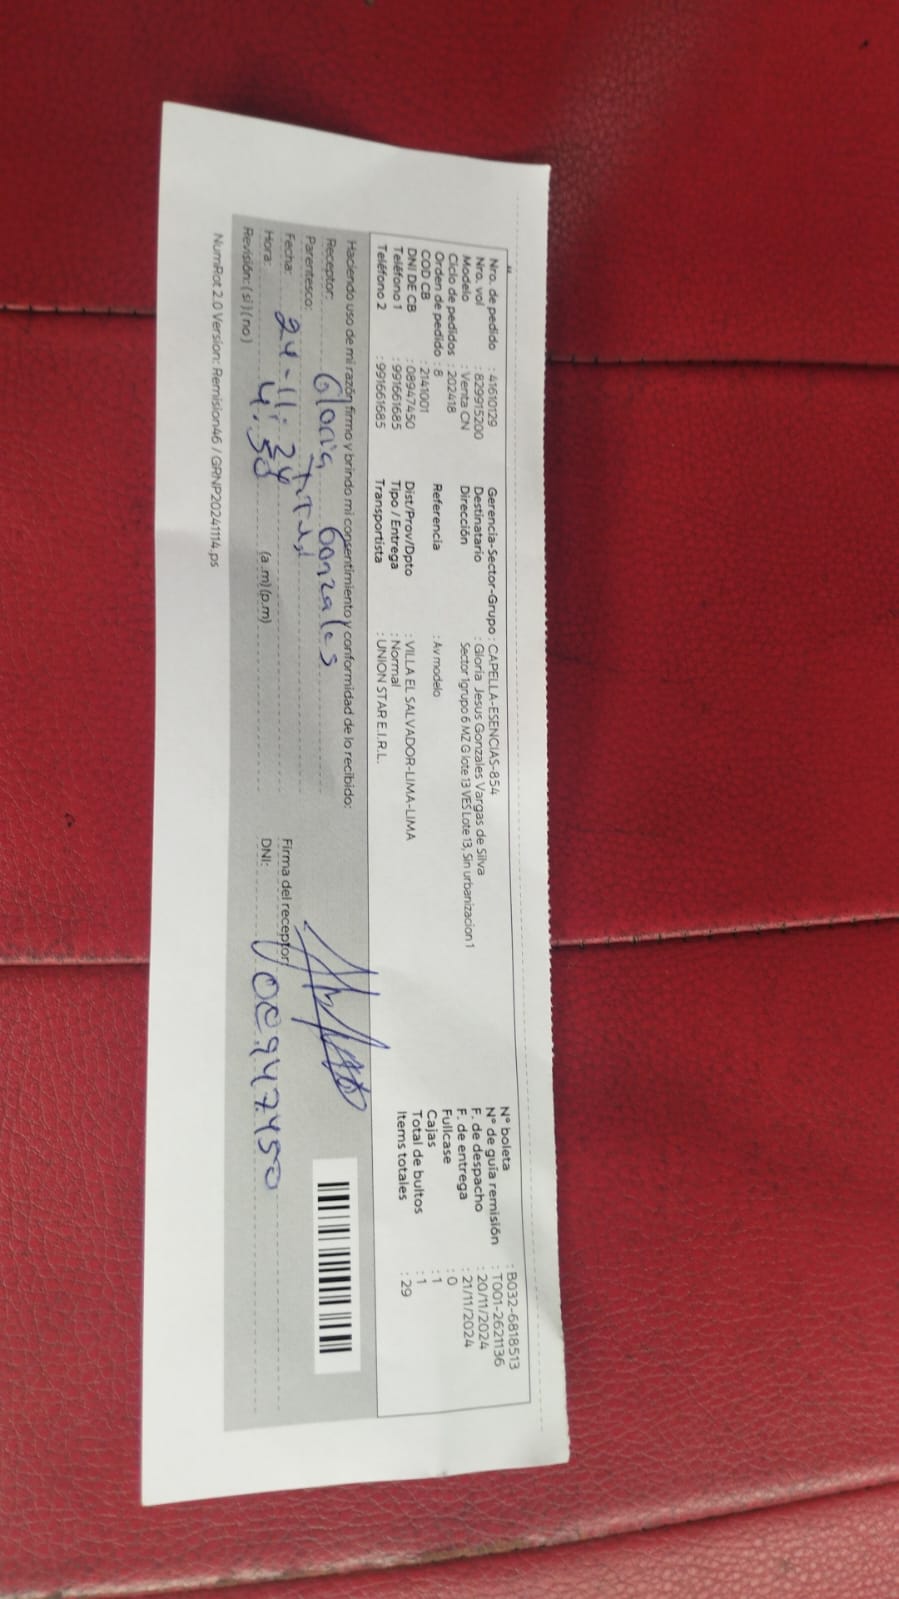 Nro. de pedido : 41610129
Nro. vol : 829915200
Modelo : Venta CN
Ciclo de pedidos : 202418
Orden de pedido : 8
COD CB : 2141001
DNI DE CB : 08947450
Teléfono 1 : 991661685
Teléfono 2 : 991661685
Gerencia-Sector-Grupo : CAPELLA-ESENCIAS-854
Destinatario : Gloria Jesus Gonzales Vargas de Silva
Dirección Sector 1grupo 6 MZ G lote 13 VES Lote 13, Sin urbanizacion 1
Referencia : Av modelo
Dist/Prov/Dpto : VILLA EL SALVADOR-LIMA-LIMA
Tipo / Entrega : Normal
Transportista : UNION STAR E.I.R.L.
N° boleta : B032-6818513
N° de guía remisión : T001-2621136
F. de despacho : 20/11/2024
F. de entrega : 21/11/2024
Fullcase : 0
Cajas : 1
Total de bultos : 1
Items totales : 29
Haciendo uso de mi razón firmo y brindo mi consentimiento y conformidad de lo recibido:
Receptor: Gloria Gonzales
Parentesco:
Fecha: 24-11-24
Hora: 4:50 (a.m)(p.m)
Revisión: (si)(no)
Firma del receptor:
DNI:
NumRot 2.0 Version: Remision46 / GRNP20241114.ps